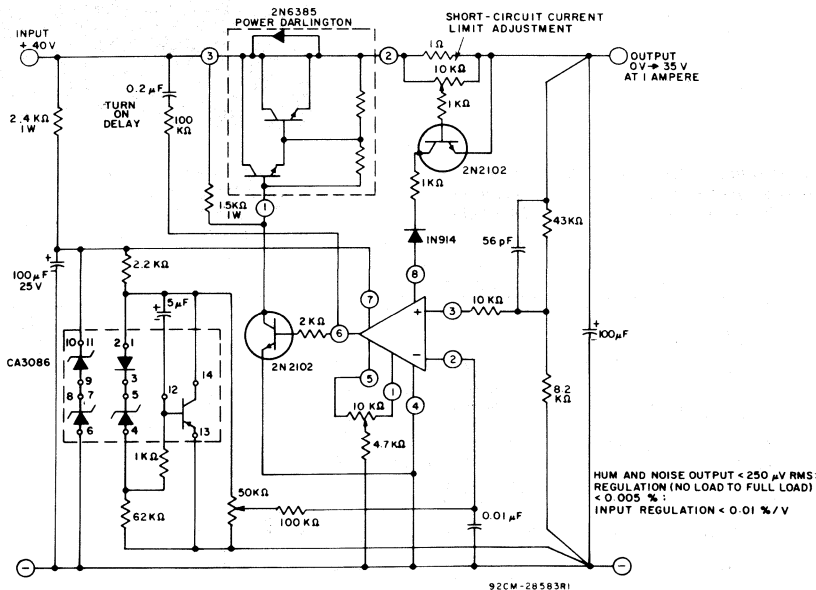 2N6385
POWER DARLINGTON
SHORT-CIRCUIT CURRENT
LIMIT ADJUSTMENT
INPUT
+ 40V
3
2
1Ω
10 KΩ
1KΩ
OUTPUT
0V → 35 V
AT 1 AMPERE
0.2 μF
TURN
ON
DELAY
100
KΩ
2.4 KΩ
1W
2N2102
1KΩ
1.5KΩ
1W
1
43KΩ
56 pF
1N914
100μF
25 V
+
2.2 KΩ
5μF
+
−
7
8
+
3
10 KΩ
+
100μF
−
CA3086
10
11
2
1
2KΩ
6
−
2
9
3
14
2N2102
5
1
4
8
7
5
12
10 KΩ
8.2
KΩ
6
4
13
4.7KΩ
1KΩ
50KΩ
62KΩ
100 KΩ
0.01 μF
HUM AND NOISE OUTPUT < 250 μV RMS:
REGULATION (NO LOAD TO FULL LOAD)
< 0.005 % :
INPUT REGULATION < 0.01 %/V
−
−
92CM-28583R1